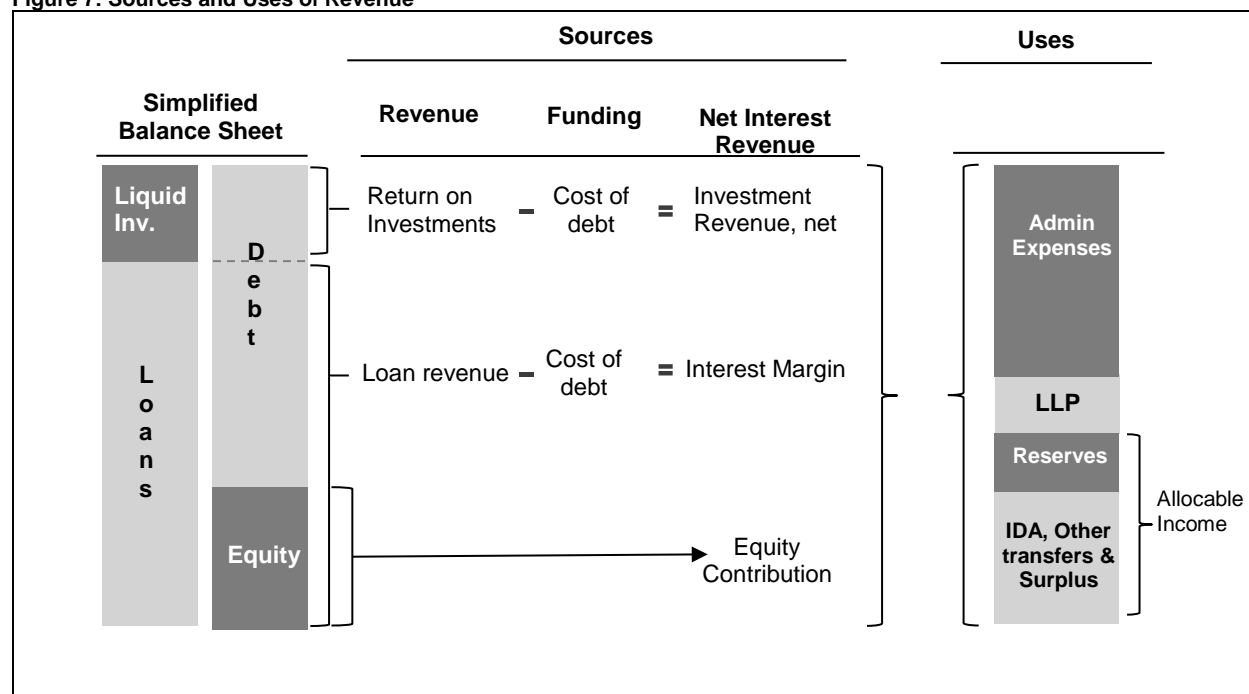 Figure 7: Sources and Uses of Revenue
Sources
Uses
Simplified
Balance Sheet
Revenue
Funding
Net Interest
Revenue
Liquid
Inv.
D
e
b
t
Return on
Investments
–
Cost of
debt
=
Investment
Revenue, net
Admin
Expenses
L
o
a
n
s
Loan revenue
–
Cost of
debt
=
Interest Margin
LLP
Reserves
Allocable
Income
Equity
Equity
Contribution
IDA, Other
transfers &
Surplus